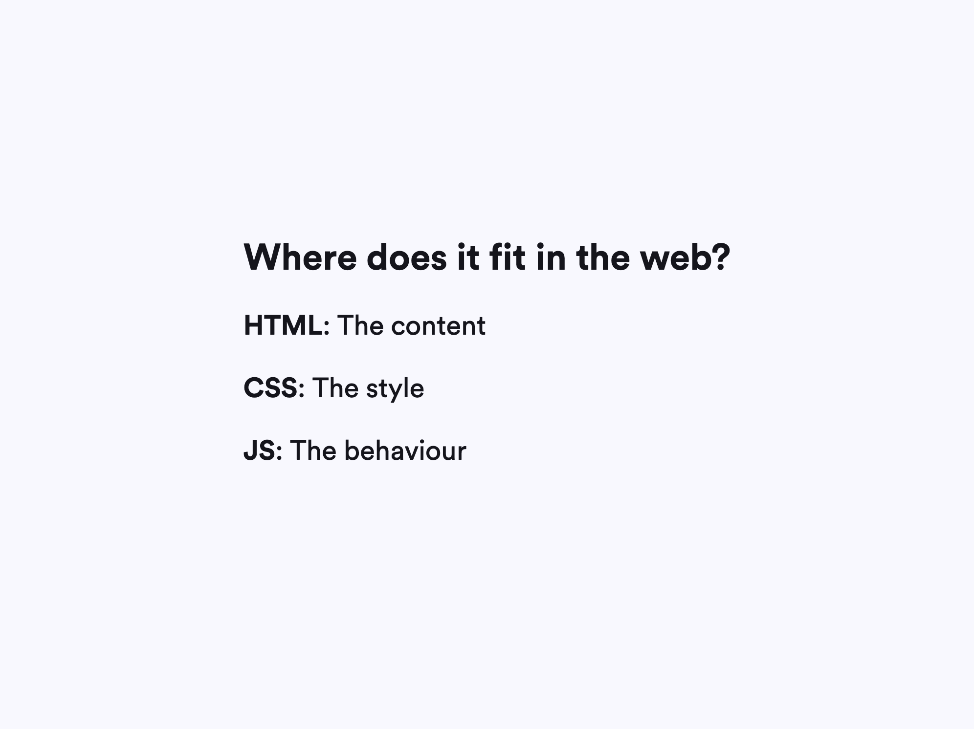 Where does it fit in the web?
HTML: The content
CSS: The style
JS: The behaviour